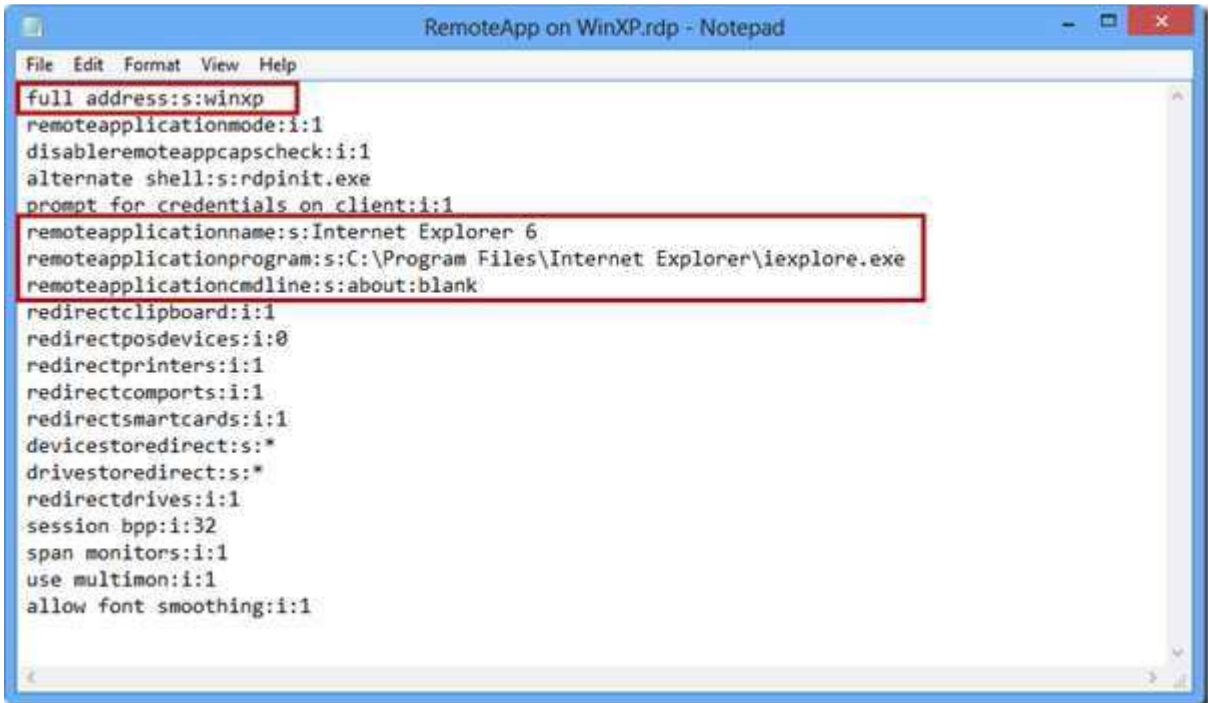 RemoteApp on WinXP.rdp - Notepad
File Edit Format View Help
full address:s:winxp
remoteapplicationmode:i:1
disableremoteappcapscheck:i:1
alternate shell:s:rdpinit.exe
prompt for credentials on client:i:1
remoteapplicationname:s:Internet Explorer 6
remoteapplicationprogram:s:C:\Program Files\Internet Explorer\iexplore.exe
remoteapplicationcmdline:s:about:blank
redirectclipboard:i:1
redirectposdevices:i:0
redirectprinters:i:1
redirectcomports:i:1
redirectsmartcards:i:1
devicestoredirect:s:*
drivestoredirect:s:*
redirectdrives:i:1
session bpp:i:32
span monitors:i:1
use multimon:i:1
allow font smoothing:i:1